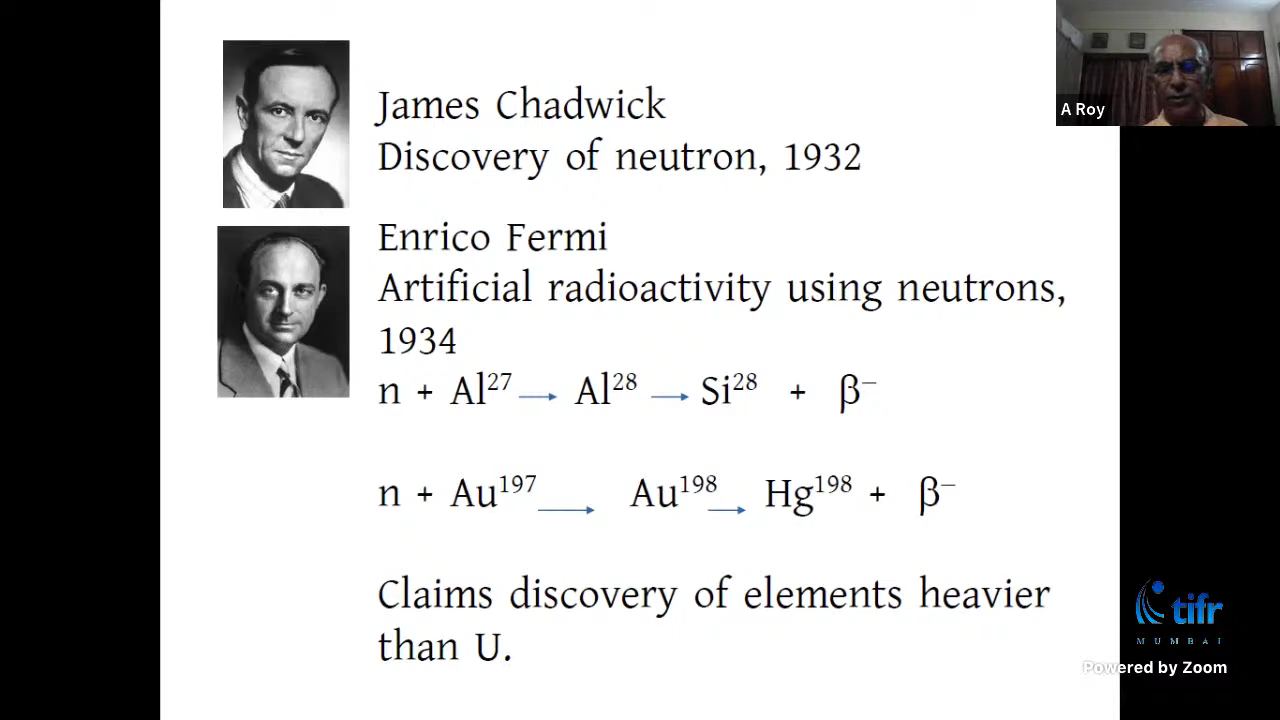 James Chadwick
Discovery of neutron, 1932
A Roy
Enrico Fermi
Artificial radioactivity using neutrons,
1934
n + Al²⁷ → Al²⁸ → Si²⁸ + β⁻
n + Au¹⁹⁷ → Au¹⁹⁸ → Hg¹⁹⁸ + β⁻
Claims discovery of elements heavier
than U.
tifr
MUMBAI
Powered by Zoom